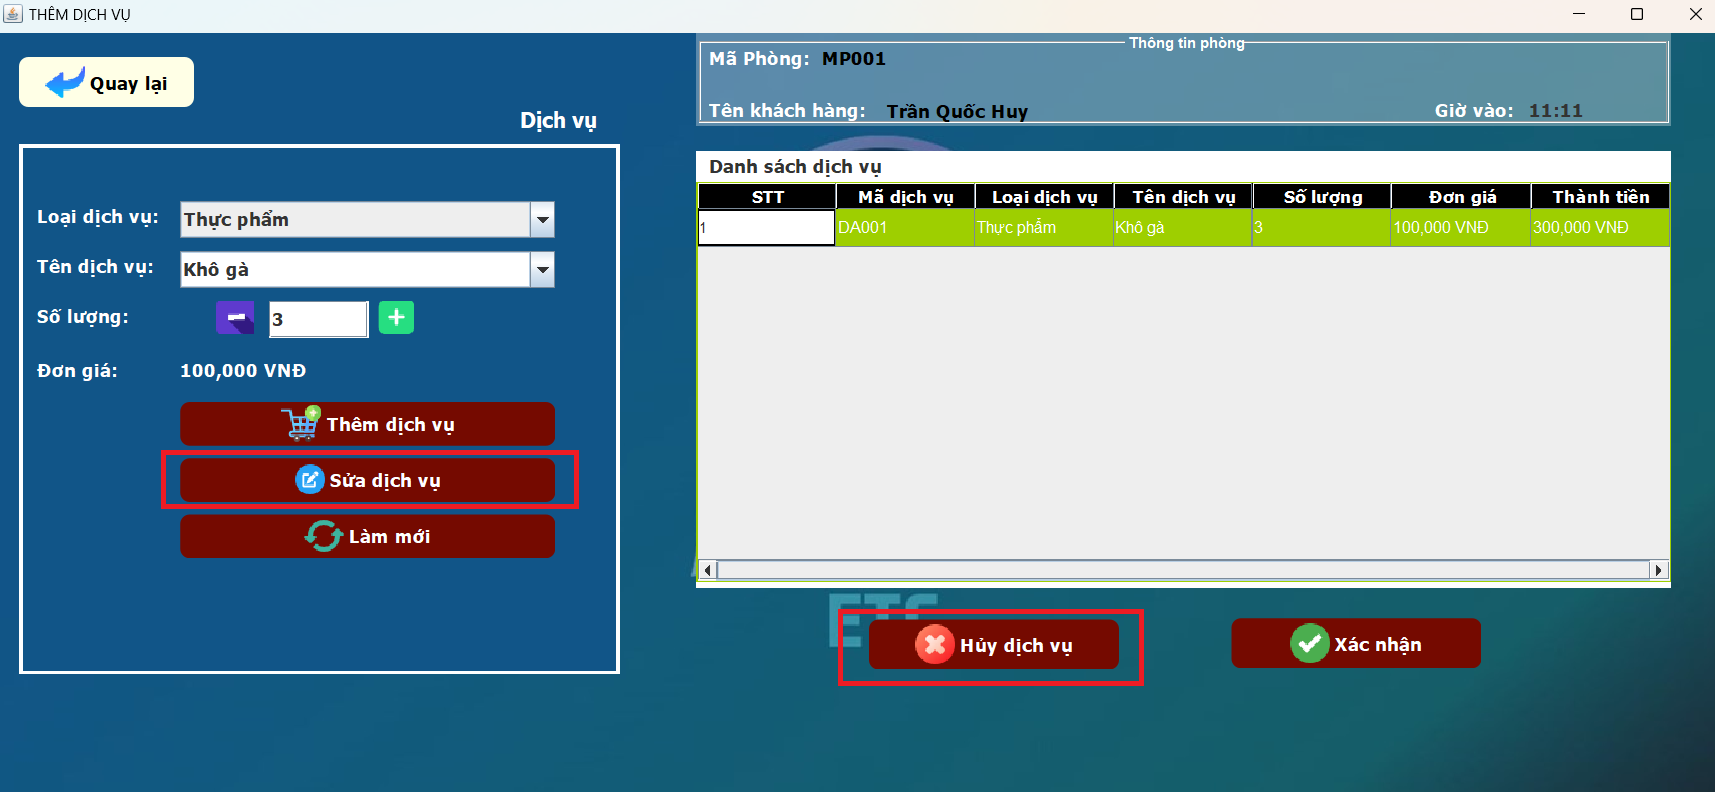 THÊM DỊCH VỤ
Quay lại
Dịch vụ
Loại dịch vụ: Thực phẩm
Tên dịch vụ: Khô gà
Số lượng: 3
Đơn giá: 100,000 VNĐ
Thêm dịch vụ
Sửa dịch vụ
Làm mới
Thông tin phòng
Mã Phòng: MP001
Tên khách hàng: Trần Quốc Huy Giờ vào: 11:11
Danh sách dịch vụ
STT Mã dịch vụ Loại dịch vụ Tên dịch vụ Số lượng Đơn giá Thành tiền
1 DA001 Thực phẩm Khô gà 3 100,000 VNĐ 300,000 VNĐ
Hủy dịch vụ
Xác nhận